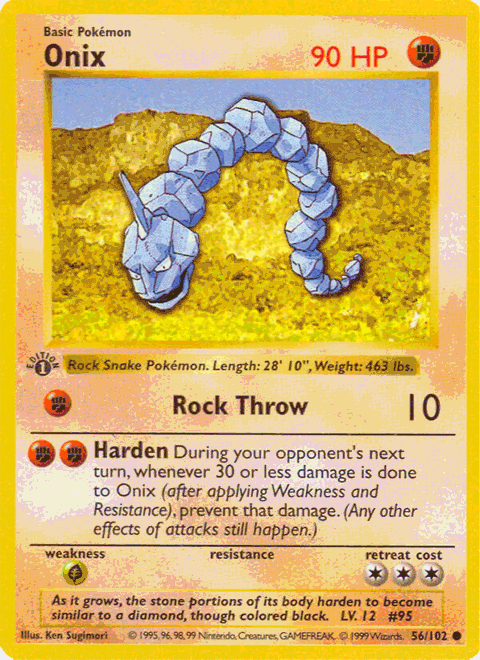 Basic Pokémon
Onix 90 HP
EDITION 1
Rock Snake Pokémon. Length: 28' 10", Weight: 463 lbs.
Rock Throw 10
Harden During your opponent's next
turn, whenever 30 or less damage is done
to Onix (after applying Weakness and
Resistance), prevent that damage. (Any other
effects of attacks still happen.)
weakness resistance retreat cost
As it grows, the stone portions of its body harden to become
similar to a diamond, though colored black. LV. 12 #95
Illus. Ken Sugimori © 1995, 96, 98, 99 Nintendo, Creatures, GAMEFREAK. © 1999 Wizards. 56/102